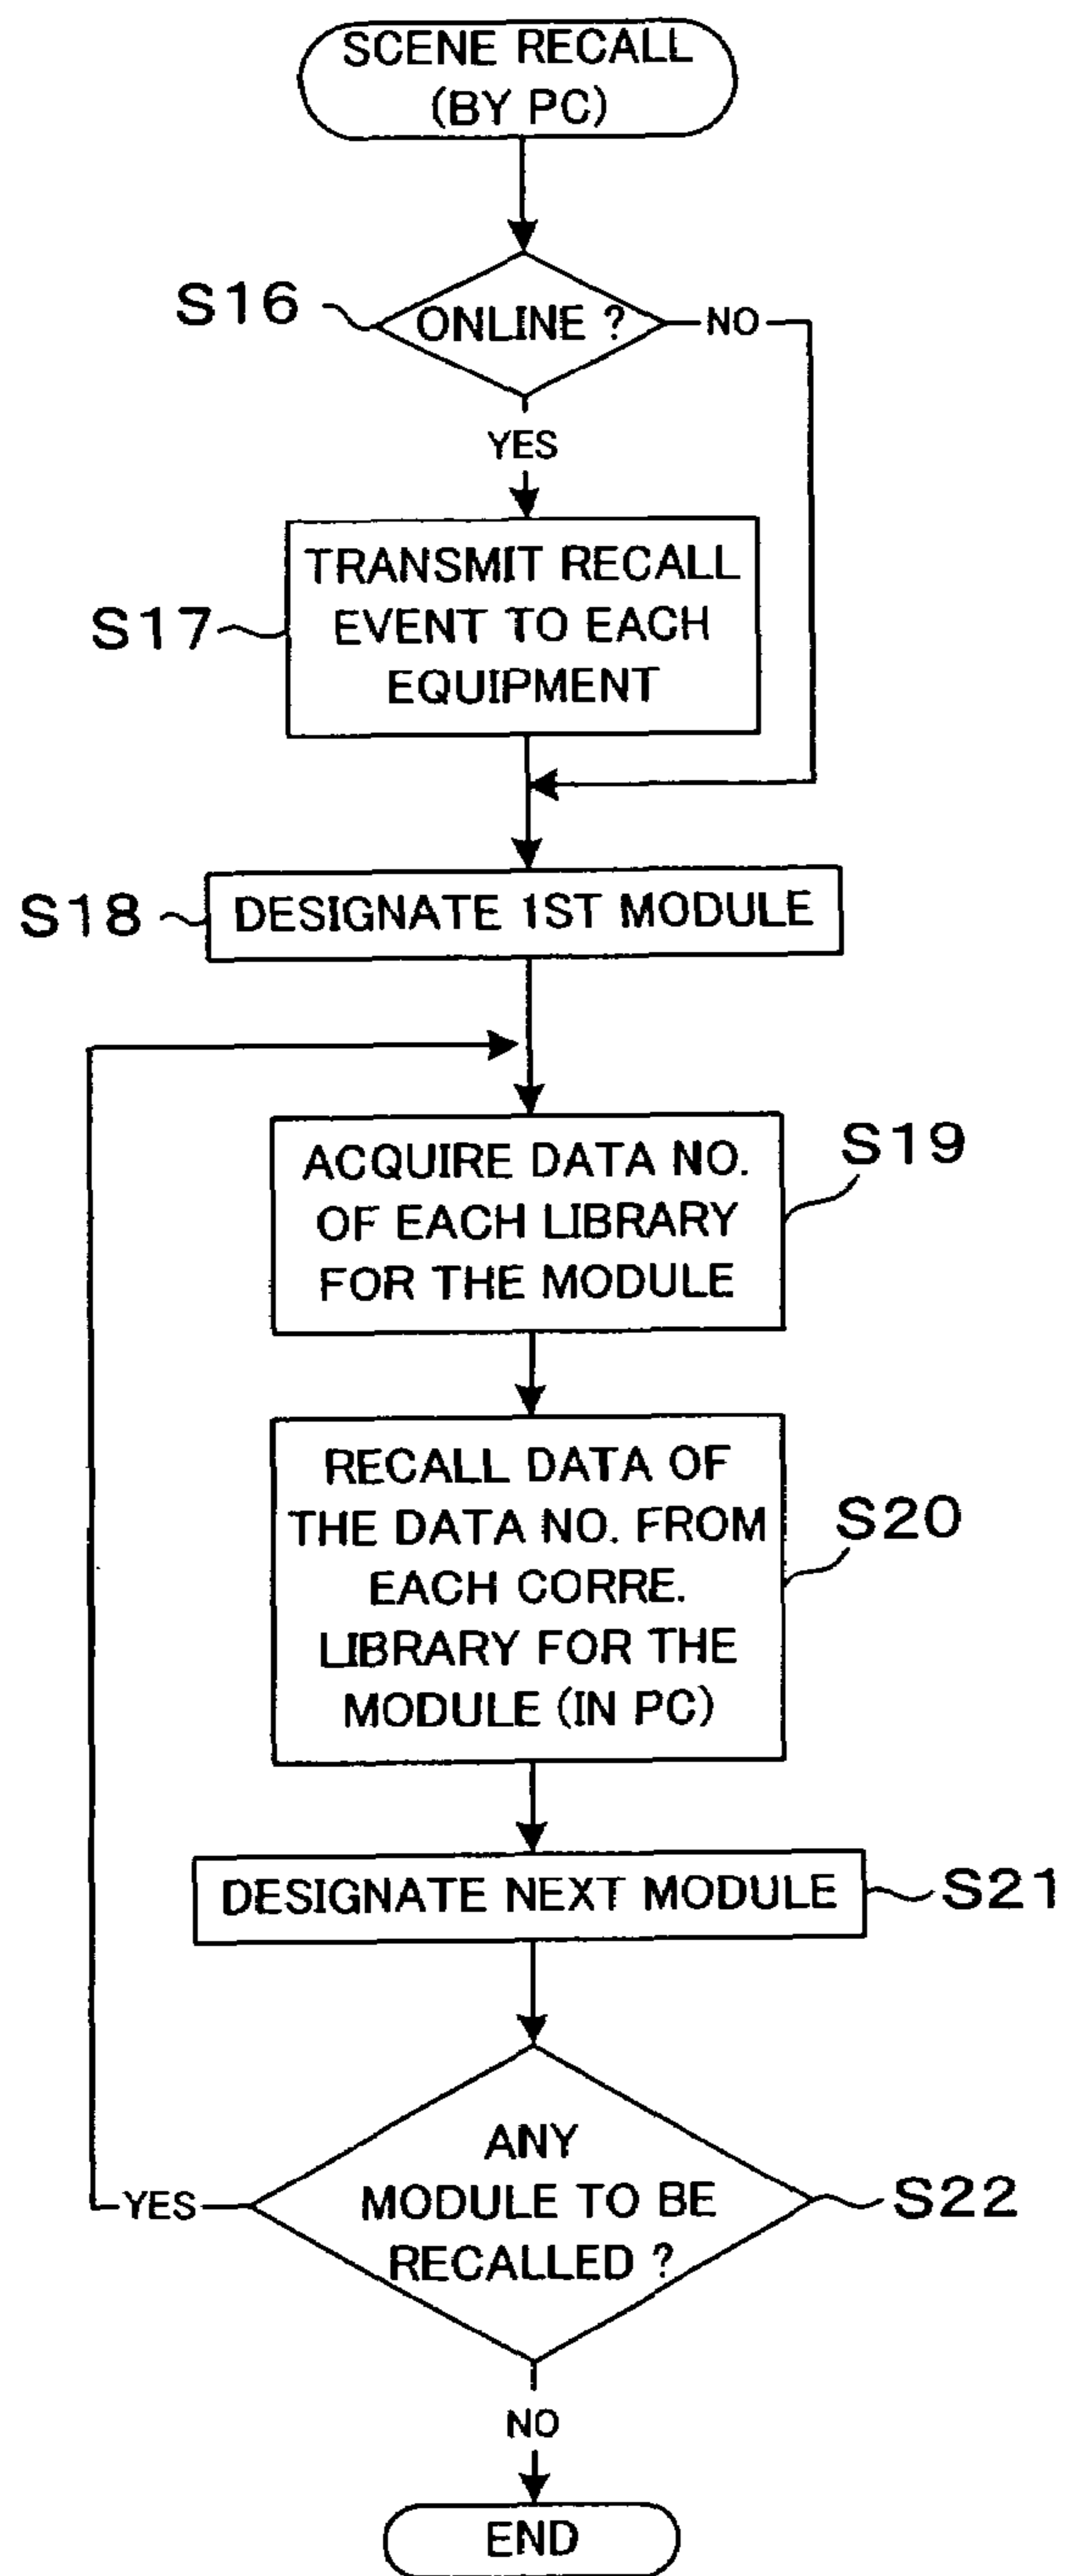 SCENE RECALL
(BY PC)
S16
ONLINE ?
NO
YES
S17
TRANSMIT RECALL
EVENT TO EACH
EQUIPMENT
S18
DESIGNATE 1ST MODULE
S19
ACQUIRE DATA NO.
OF EACH LIBRARY
FOR THE MODULE
S20
RECALL DATA OF
THE DATA NO. FROM
EACH CORRE.
LIBRARY FOR THE
MODULE (IN PC)
DESIGNATE NEXT MODULE
S21
ANY
MODULE TO BE
RECALLED ?
S22
YES
NO
END